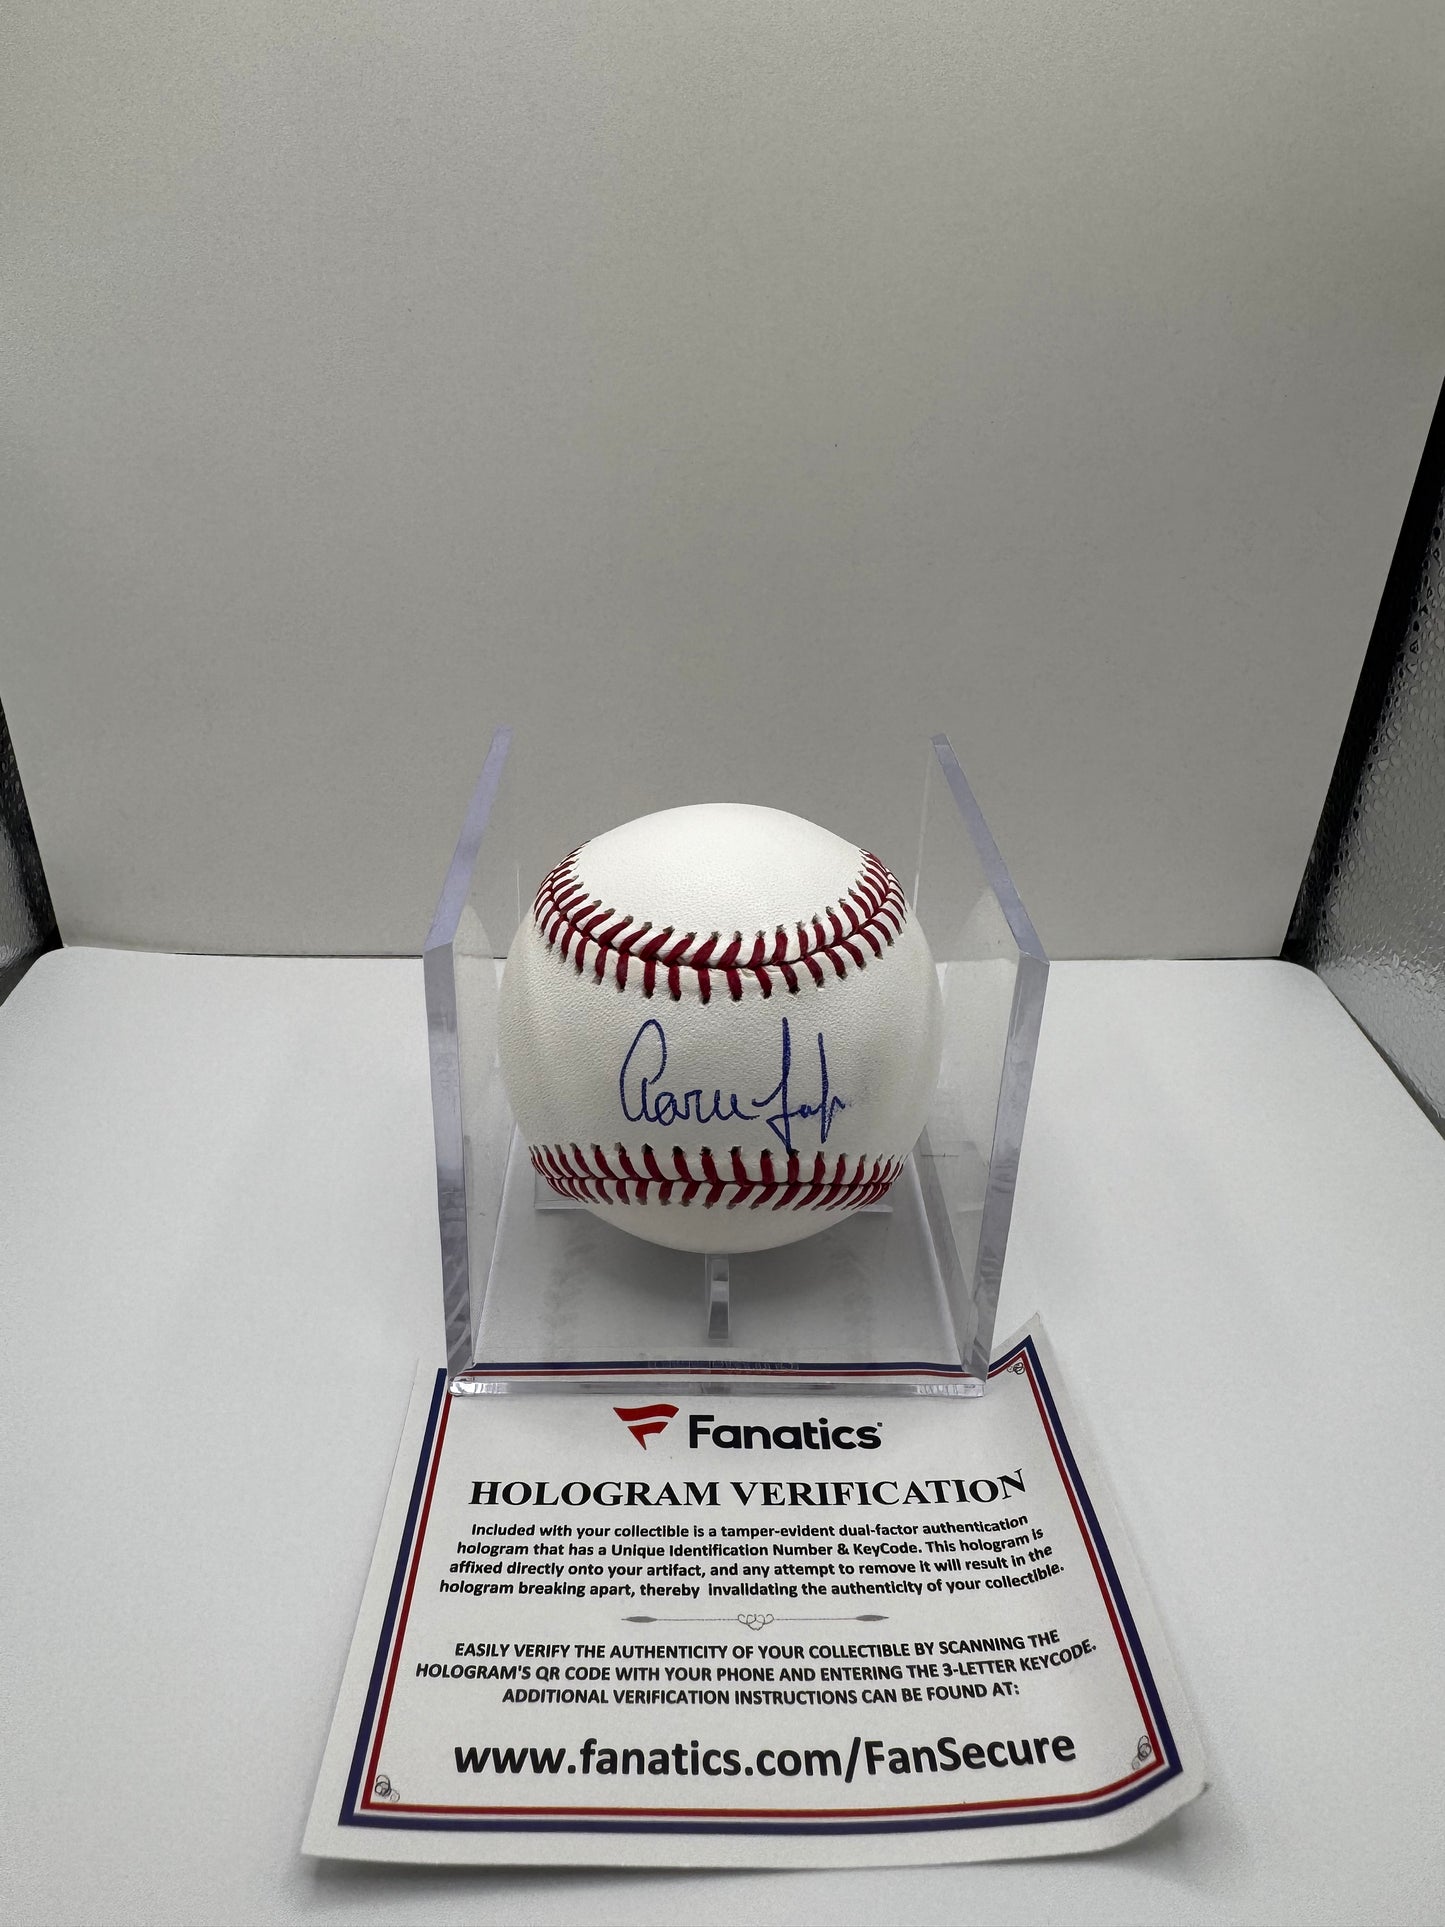 Fanatics
HOLOGRAM VERIFICATION
Included with your collectible is a tamper-evident dual-factor authentication
hologram that has a Unique Identification Number & KeyCode. This hologram is
affixed directly onto your artifact, and any attempt to remove it will result in the
hologram breaking apart, thereby invalidating the authenticity of your collectible.
EASILY VERIFY THE AUTHENTICITY OF YOUR COLLECTIBLE BY SCANNING THE
HOLOGRAM'S QR CODE WITH YOUR PHONE AND ENTERING THE 3-LETTER KEYCODE.
ADDITIONAL VERIFICATION INSTRUCTIONS CAN BE FOUND AT:
www.fanatics.com/FanSecure